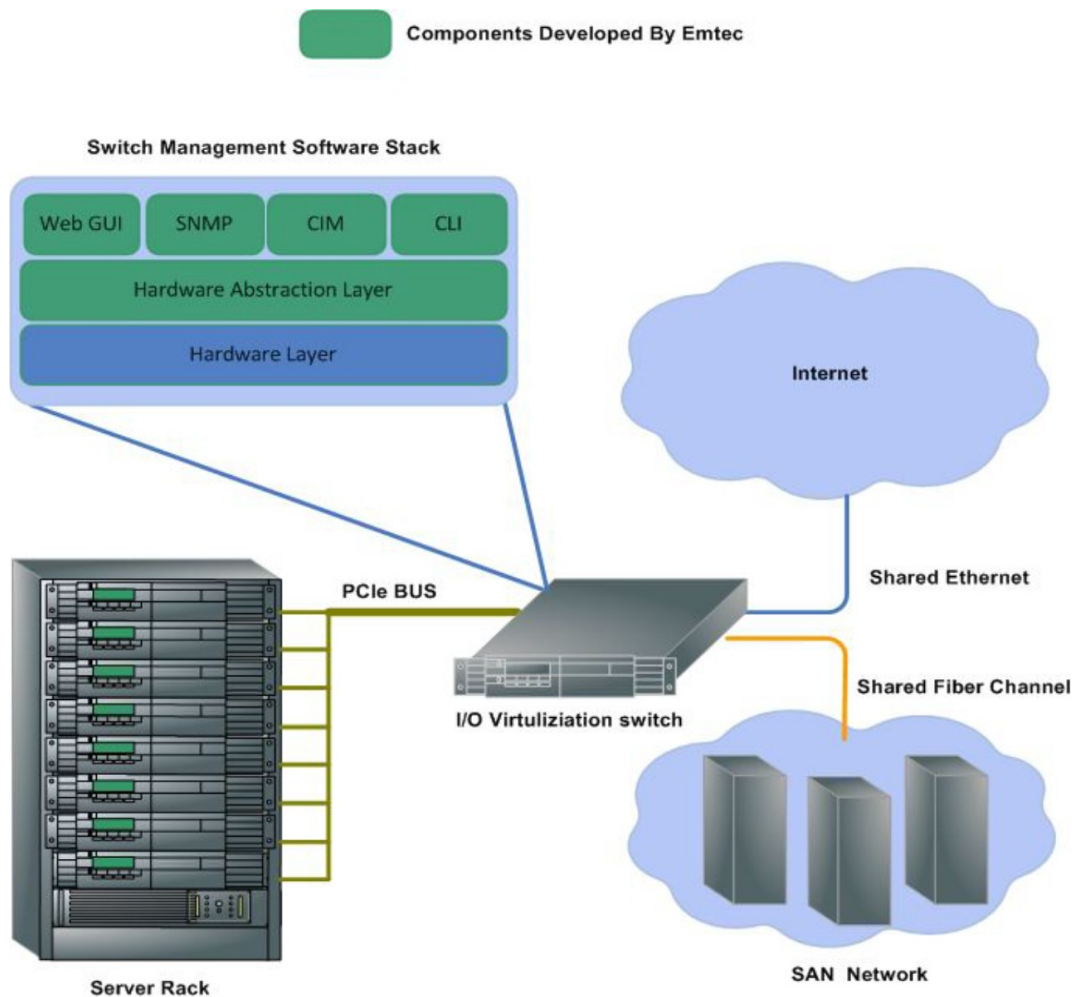 Components Developed By Emtec
Switch Management Software Stack
Web GUI
SNMP
CIM
CLI
Hardware Abstraction Layer
Hardware Layer
Internet
PCIe BUS
Shared Ethernet
Shared Fiber Channel
I/O Virtuliziation switch
SAN Network
Server Rack